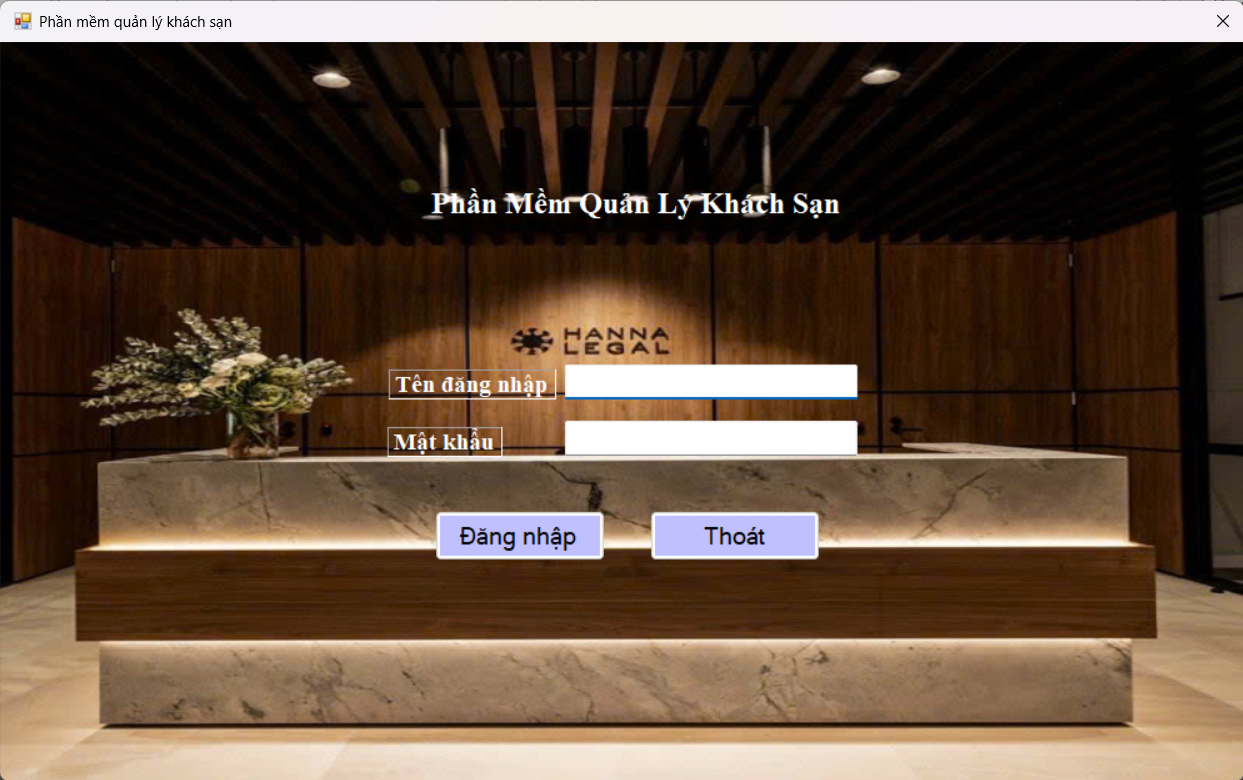 Phần mềm quản lý khách sạn
Phần Mềm Quản Lý Khách Sạn
HANNA
LEGAL
Tên đăng nhập
Mật khẩu
Đăng nhập
Thoát